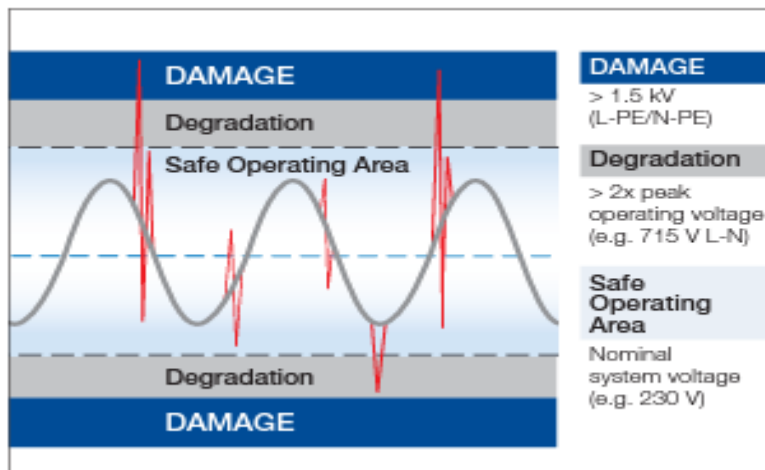 DAMAGE
Degradation
Safe Operating Area
Degradation
DAMAGE
DAMAGE
> 1.5 kV
(L-PE/N-PE)
Degradation
> 2x peak
operating voltage
(e.g. 715 V L-N)
Safe
Operating
Area
Nominal
system voltage
(e.g. 230 V)